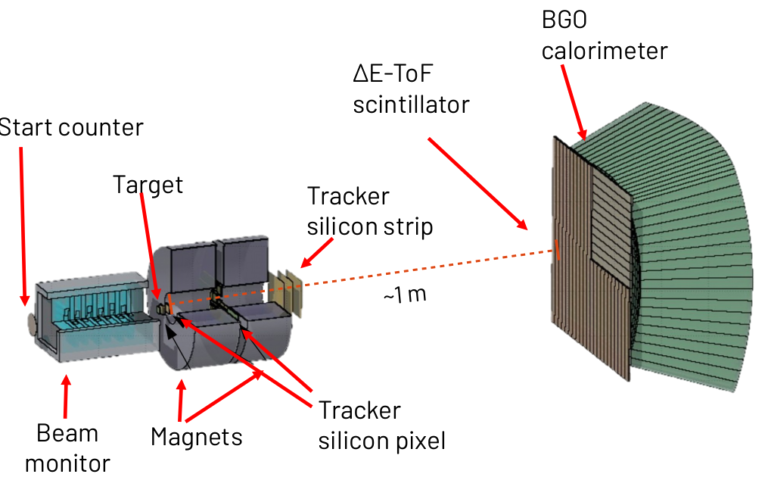 BGO
calorimeter
ΔE-ToF
scintillator
Start counter
Target
Tracker
silicon strip
~1 m
Beam
monitor
Magnets
Tracker
silicon pixel